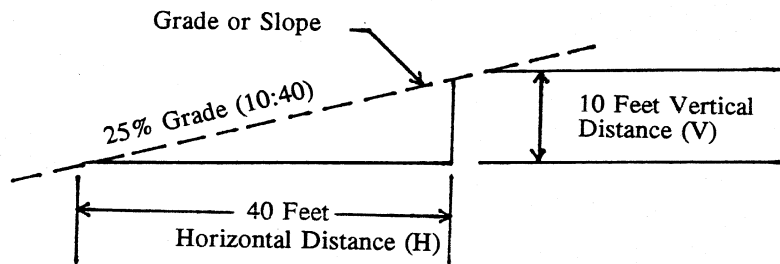 Grade or Slope
25% Grade (10:40)
10 Feet Vertical
Distance (V)
40 Feet
Horizontal Distance (H)